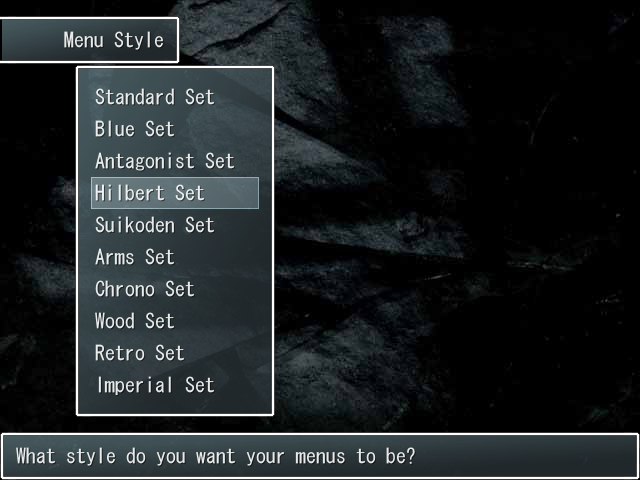 Menu Style
Standard Set
Blue Set
Antagonist Set
Hilbert Set
Suikoden Set
Arms Set
Chrono Set
Wood Set
Retro Set
Imperial Set
What style do you want your menus to be?